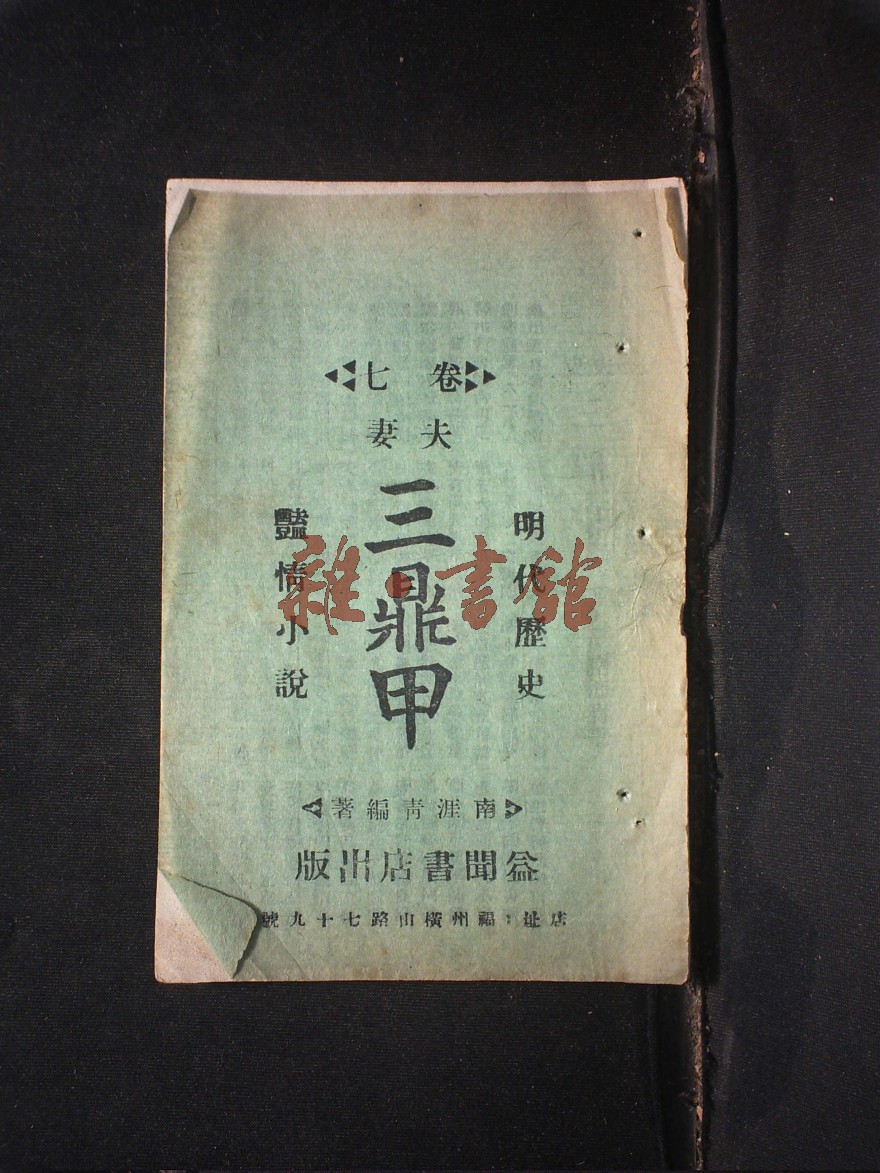 卷七
夫妻
三鼎甲
明代歷史
豔情小說
南涯靑編著
益聞書店出版
店址：福州橫山路七十九號
雜·書館